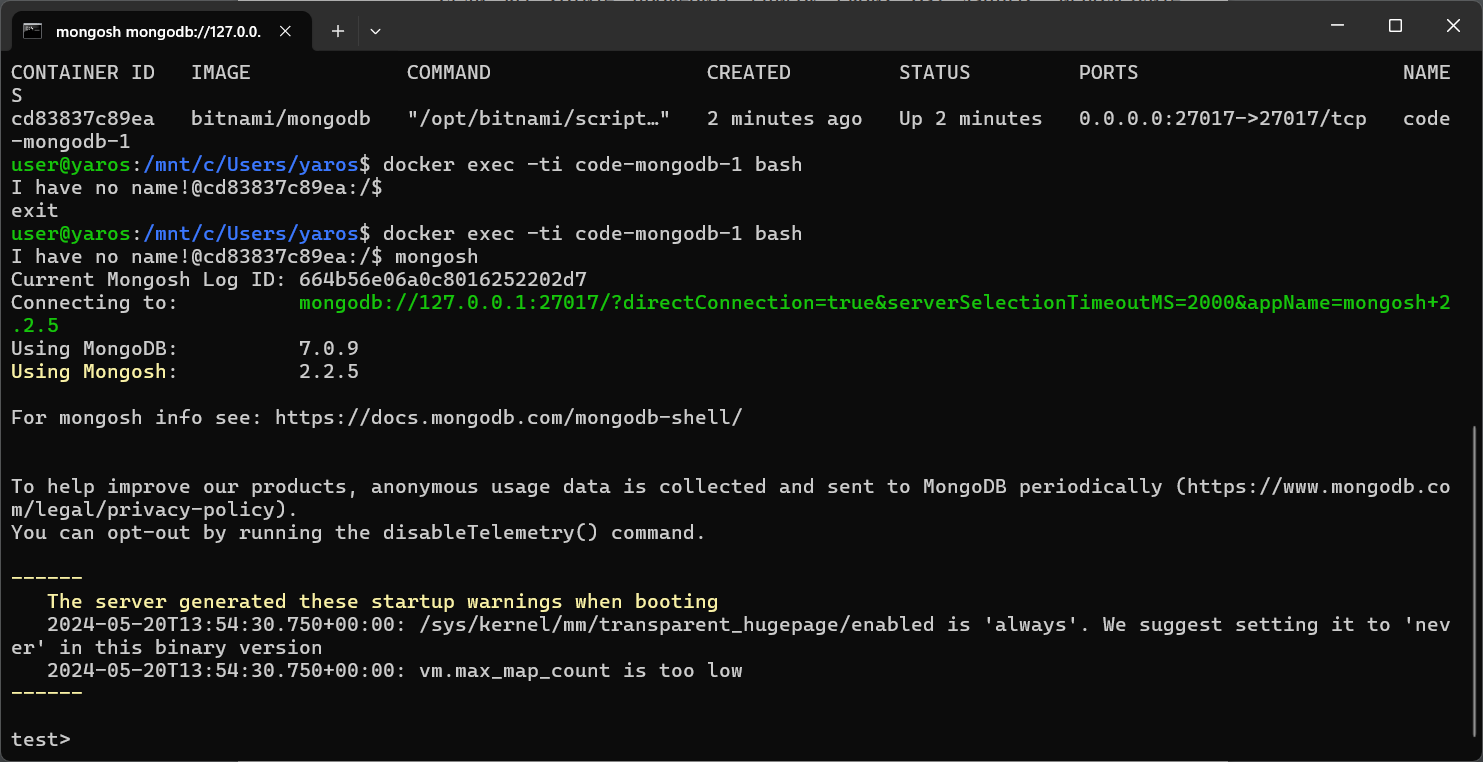 mongosh mongodb://127.0.0.
CONTAINER ID   IMAGE             COMMAND                  CREATED         STATUS         PORTS                      NAME
S
cd83837c89ea   bitnami/mongodb   "/opt/bitnami/script…"   2 minutes ago   Up 2 minutes   0.0.0.0:27017->27017/tcp   code
-mongodb-1
user@yaros:/mnt/c/Users/yaros$ docker exec -ti code-mongodb-1 bash
I have no name!@cd83837c89ea:/$
exit
user@yaros:/mnt/c/Users/yaros$ docker exec -ti code-mongodb-1 bash
I have no name!@cd83837c89ea:/$ mongosh
Current Mongosh Log ID: 664b56e06a0c8016252202d7
Connecting to:          mongodb://127.0.0.1:27017/?directConnection=true&serverSelectionTimeoutMS=2000&appName=mongosh+2
.2.5
Using MongoDB:          7.0.9
Using Mongosh:          2.2.5
For mongosh info see: https://docs.mongodb.com/mongodb-shell/
To help improve our products, anonymous usage data is collected and sent to MongoDB periodically (https://www.mongodb.co
m/legal/privacy-policy).
You can opt-out by running the disableTelemetry() command.
------
   The server generated these startup warnings when booting
   2024-05-20T13:54:30.750+00:00: /sys/kernel/mm/transparent_hugepage/enabled is 'always'. We suggest setting it to 'nev
er' in this binary version
   2024-05-20T13:54:30.750+00:00: vm.max_map_count is too low
------
test>